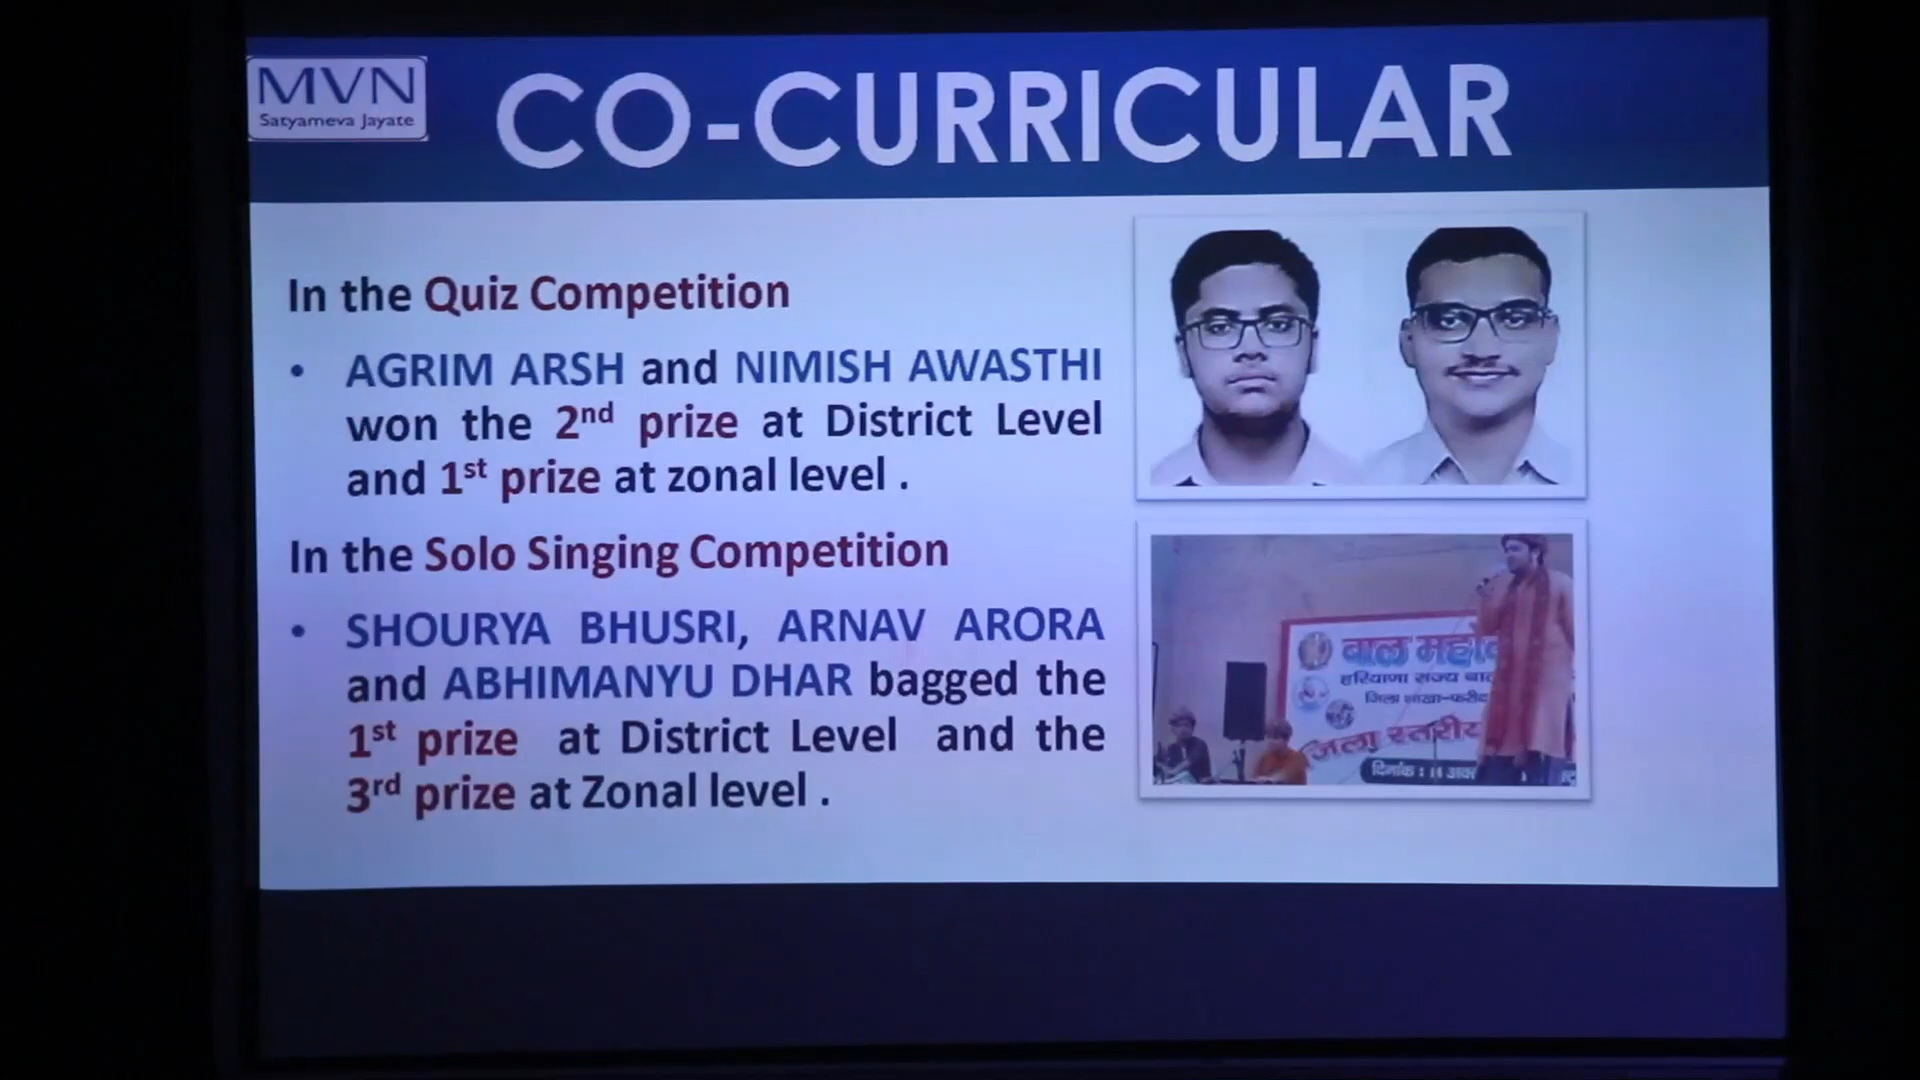 MVN
Satyameva Jayate
CO-CURRICULAR
In the Quiz Competition
• AGRIM ARSH and NIMISH AWASTHI
won the 2nd prize at District Level
and 1st prize at zonal level .
In the Solo Singing Competition
• SHOURYA BHUSRI, ARNAV ARORA
and ABHIMANYU DHAR bagged the
1st prize at District Level and the
3rd prize at Zonal level .
बाल
हरियाणा राज्य
जिला शाखा
जिला स्तरीय
दिनांक : 14